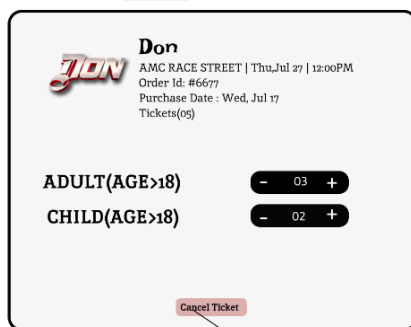 DON
Don
AMC RACE STREET | Thu,Jul 27 | 12:00PM
Order Id: #6677
Purchase Date : Wed, Jul 17
Tickets(05)
ADULT(AGE>18) - 03 +
CHILD(AGE>18) - 02 +
Cancel Ticket